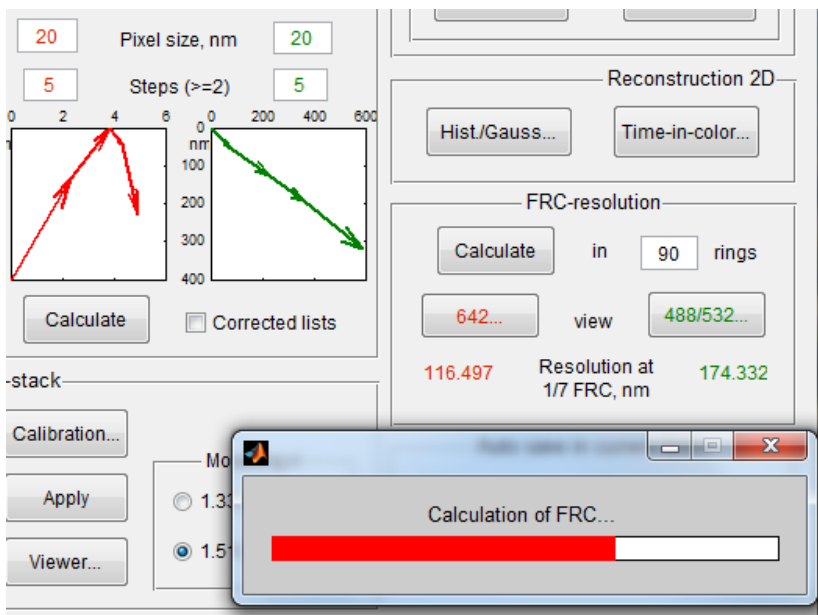 20 Pixel size, nm 20
5 Steps (>=2) 5
0 2 4 6 0 200 400 600
0
nm
100
200
300
400
Calculate Corrected lists
-stack
Calibration...
Apply
1.33
Viewer...
1.51
Reconstruction 2D
Hist./Gauss... Time-in-color...
FRC-resolution
Calculate in 90 rings
642... view 488/532...
116.497 Resolution at 174.332
1/7 FRC, nm
Calculation of FRC...